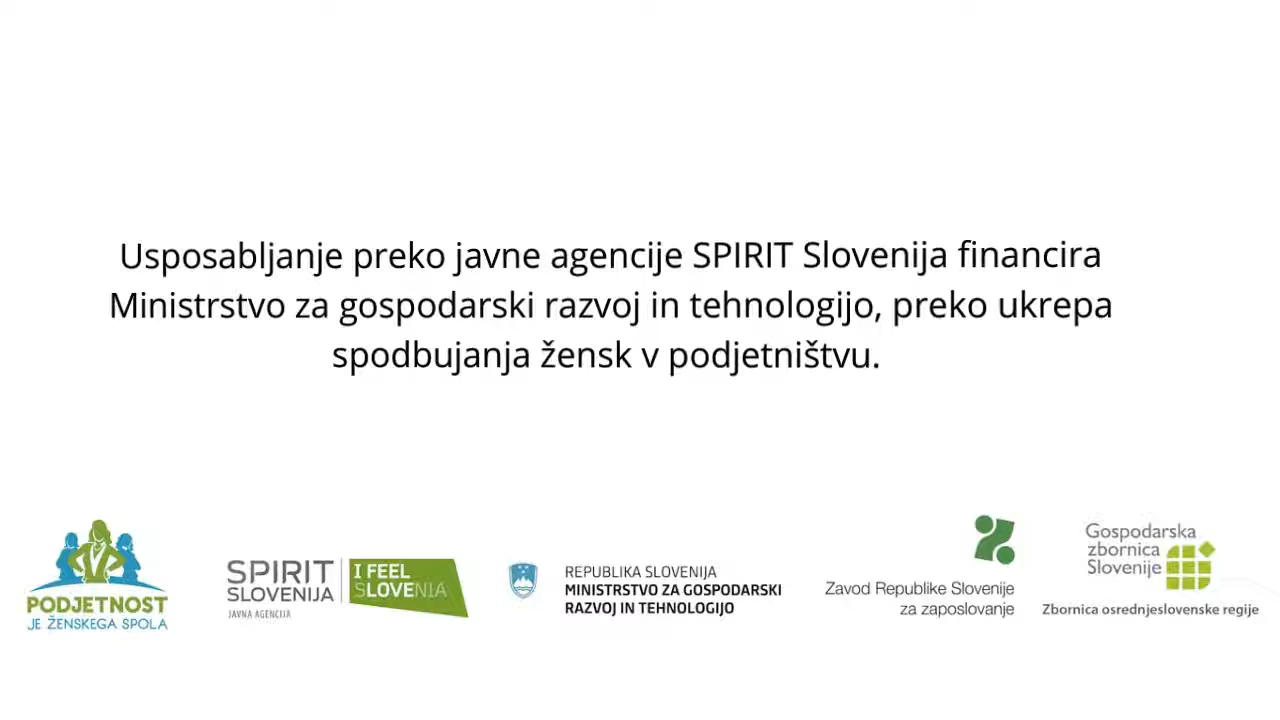 Usposabljanje preko javne agencije SPIRIT Slovenija financira
Ministrstvo za gospodarski razvoj in tehnologijo, preko ukrepa
spodbujanja žensk v podjetništvu.
PODJETNOST
JE ŽENSKEGA SPOLA
SPIRIT
SLOVENIJA
JAVNA AGENCIJA
I FEEL
SLOVENIA
REPUBLIKA SLOVENIJA
MINISTRSTVO ZA GOSPODARSKI
RAZVOJ IN TEHNOLOGIJO
Zavod Republike Slovenije
za zaposlovanje
Gospodarska
zbornica
Slovenije
Zbornica osrednjeslovenske regije